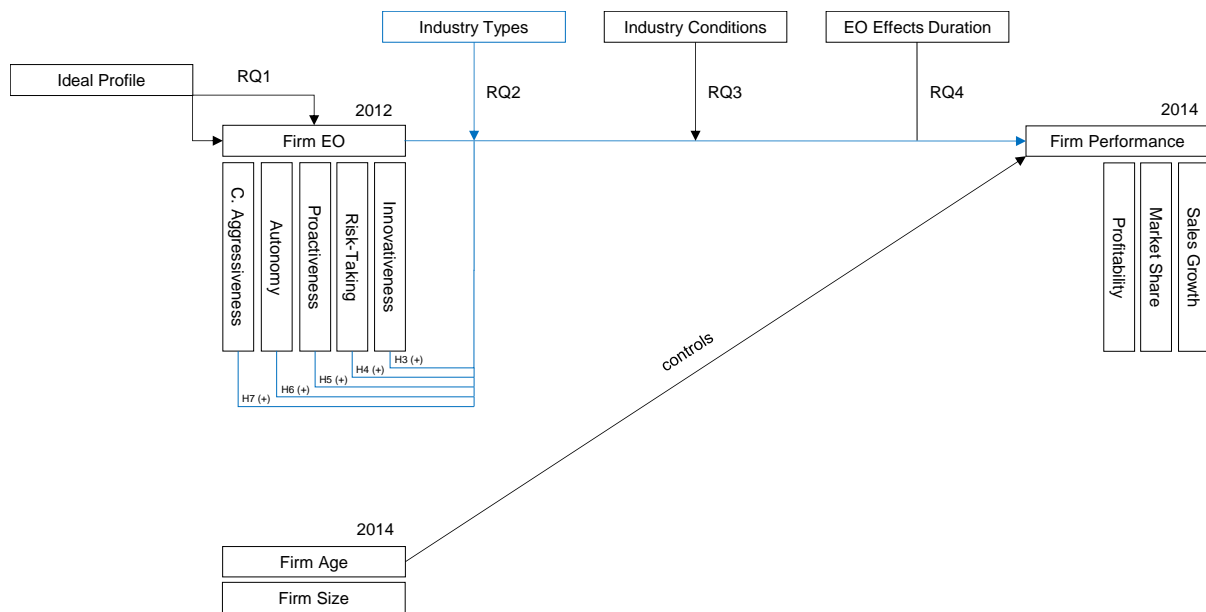 Industry Types
Industry Conditions
EO Effects Duration
Ideal Profile
RQ1
RQ2
RQ3
RQ4
2012
2014
Firm EO
Firm Performance
C. Aggressiveness
Autonomy
Proactiveness
Risk-Taking
Innovativeness
Profitability
Market Share
Sales Growth
H3 (+)
H4 (+)
H5 (+)
H6 (+)
H7 (+)
controls
2014
Firm Age
Firm Size